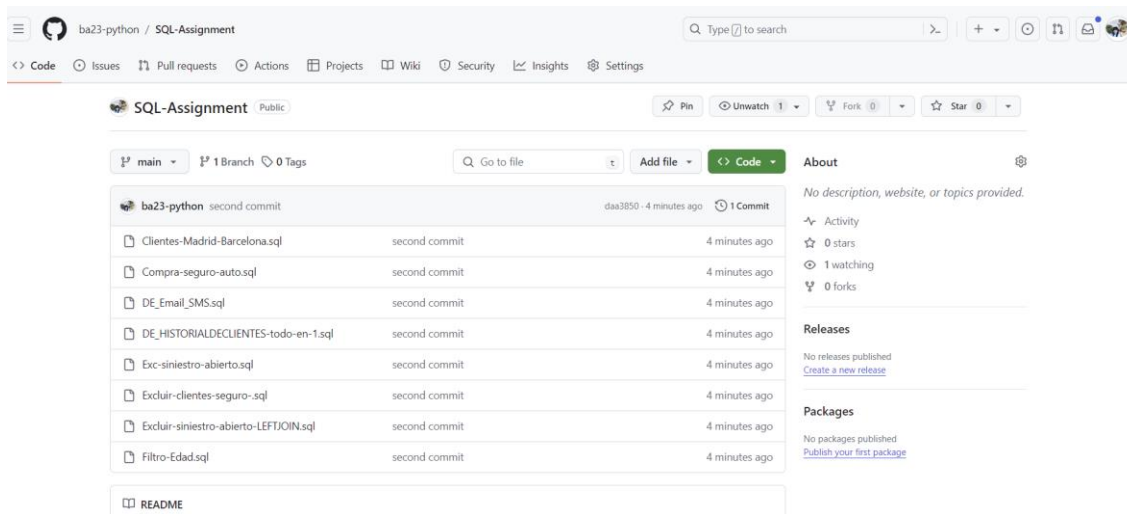 ba23-python / SQL-Assignment
Type / to search
Code Issues Pull requests Actions Projects Wiki Security Insights Settings
SQL-Assignment Public
Pin Unwatch 1 Fork 0 Star 0
main 1 Branch 0 Tags Go to file t Add file Code
About
No description, website, or topics provided.
Activity
0 stars
1 watching
0 forks
ba23-python second commit daa3850 · 4 minutes ago 1 Commit
Clientes-Madrid-Barcelona.sql second commit 4 minutes ago
Compra-seguro-auto.sql second commit 4 minutes ago
DE_Email_SMS.sql second commit 4 minutes ago
DE_HISTORIALDECLIENTES-todo-en-1.sql second commit 4 minutes ago
Exc-siniestro-abierto.sql second commit 4 minutes ago
Excluir-clientes-seguro-.sql second commit 4 minutes ago
Excluir-siniestro-abierto-LEFTJOIN.sql second commit 4 minutes ago
Filtro-Edad.sql second commit 4 minutes ago
README
Releases
No releases published
Create a new release
Packages
No packages published
Publish your first package